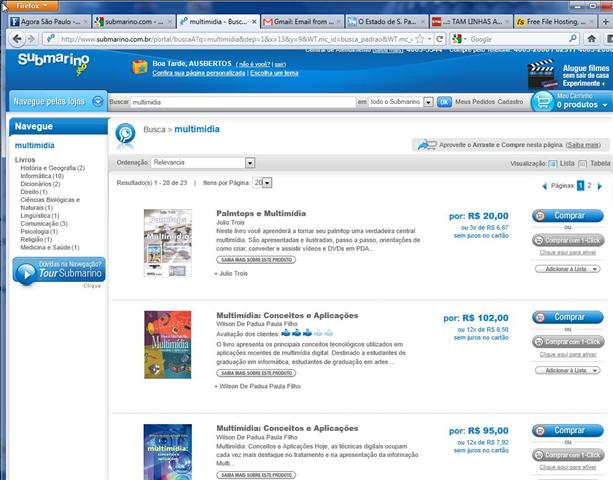 Firefox
Agora São Paulo - ...
submarino.com - ...
multimidia - Busc...
Gmail: Email from ...
O Estado de S. Pa...
..:: TAM LINHAS A...
Free File Hosting, ...
http://www.submarino.com.br/portal/buscaA?q=multimidia&dep=1&x=13&y=9&WT.mc_id=busca_padrao&WT.mc_
Google
submarino
Boa Tarde, AUSBERTOS ( não é você? ) sair
Confira sua página personalizada | Escolha um tema
Alugue filmes
sem sair de casa
Experimente
Navegue pelas lojas
Buscar multimidia em todo o Submarino OK Meus Pedidos Cadastro
Meu Carrinho
0 produtos
Navegue
multimidia
Livros
História e Geografia (2)
Informática (10)
Dicionários (2)
Direito (1)
Ciências Biológicas e
Naturais (1)
Lingüística (1)
Comunicação (3)
Psicologia (1)
Religião (1)
Medicina e Saúde (1)
Dúvidas na Navegação?
Tour Submarino
Clique
Busca > multimidia
Aproveite o Arraste e Compre nesta página. (Saiba mais)
Ordenação: Relevancia
Visualização: Lista Tabela
Resultado(s) 1 - 20 de 23 | Itens por Página: 20
Páginas: 1 2
Palmtops e Multimídia
Julio Trois
Neste livro você aprenderá a tornar seu palmtop uma verdadeira central
multimídia. São apresentadas e ilustradas, passo a passo, orientações de
como criar, converter e assistir vídeos e DVDs em PDA...
SAIBA MAIS SOBRE ESTE PRODUTO
+ Julio Trois
por: R$ 20,00
ou 3x de R$ 6,67
sem juros no cartão
Comprar
ou
Comprar com 1-Click
Clique aqui para ativar
Adicionar à Lista
Multimídia: Conceitos e Aplicações
Wilson De Padua Paula Filho
Avaliação dos clientes:
O livro apresenta os principais conceitos tecnológicos utilizados em
aplicações recentes de multimídia digital. Destinado a estudantes de
graduação em informática, estudantes de graduação em artes ...
SAIBA MAIS SOBRE ESTE PRODUTO
+ Wilson De Padua Paula Filho
por: R$ 102,00
ou 12x de R$ 8,50
sem juros no cartão
Comprar
ou
Comprar com 1-Click
Clique aqui para ativar
Adicionar à Lista
Multimídia: Conceitos e Aplicações
Wilson De Padua Paula Filho
Multimídia: Conceitos e Aplicações Hoje, as técnicas digitais ocupam
cada vez mais destaque no tratamento e na apresentação da informação.
Multi...
SAIBA MAIS SOBRE ESTE PRODUTO
por: R$ 95,00
ou 12x de R$ 7,92
sem juros no cartão
Comprar
ou
Comprar com 1-Click
Clique aqui para ativar